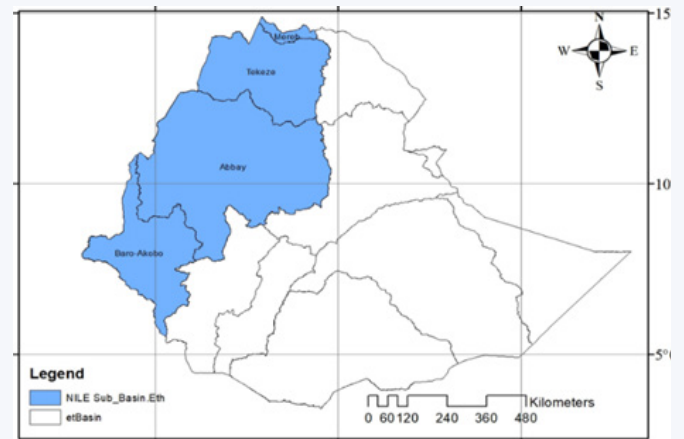 15
N
W E
S
Mereb
Tekeze
Abbay
10
Baro-Akobo
5°
Legend
NILE Sub_Basin.Eth
etBasin
Kilometers
0 60 120 240 360 480